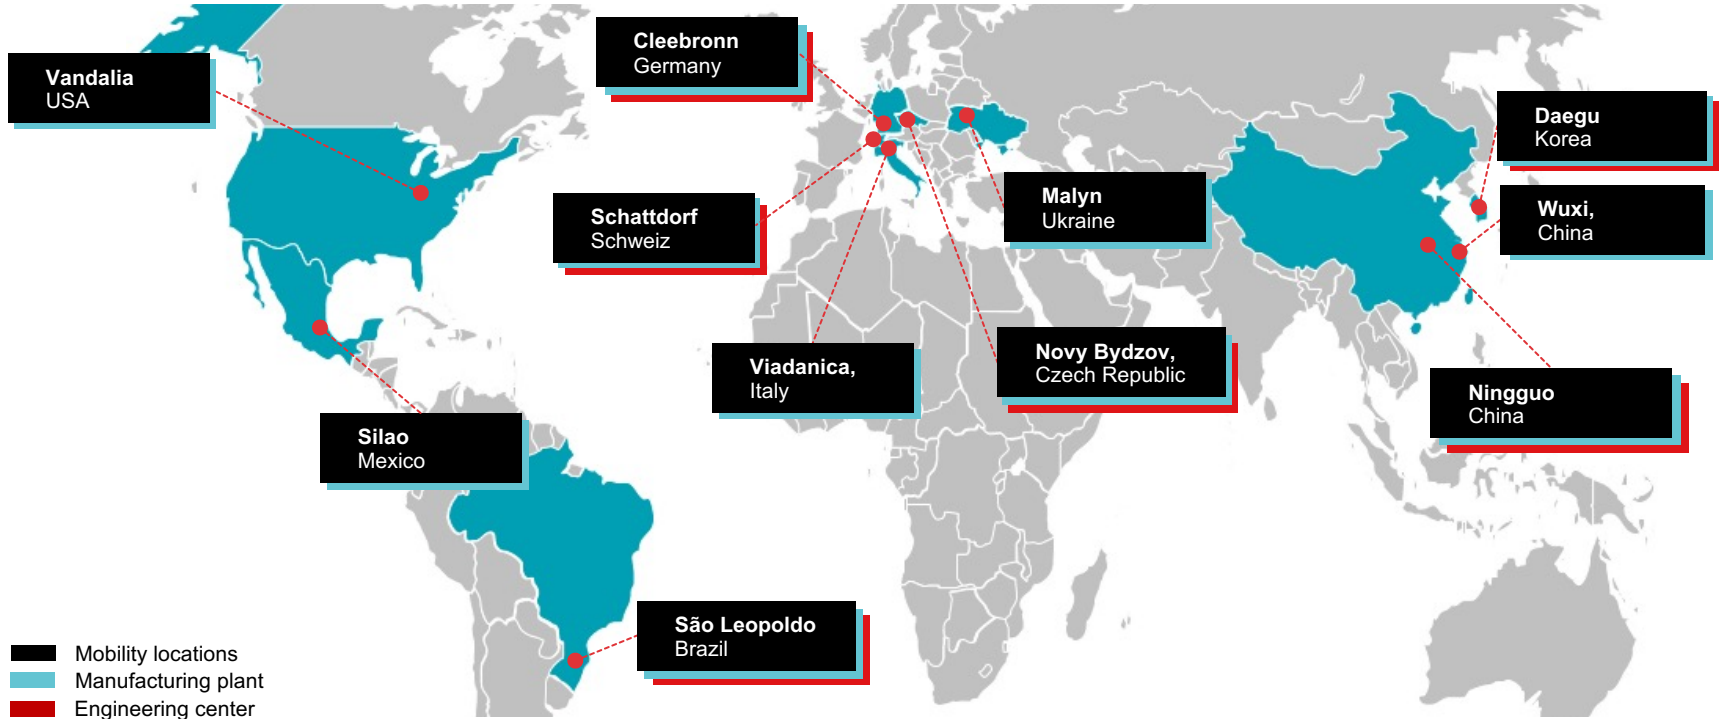 Cleebronn
Germany
Vandalia
USA
Daegu
Korea
Malyn
Ukraine
Wuxi,
China
Schattdorf
Schweiz
Viadanica,
Italy
Novy Bydzov,
Czech Republic
Ningguo
China
Silao
Mexico
São Leopoldo
Brazil
Mobility locations
Manufacturing plant
Engineering center